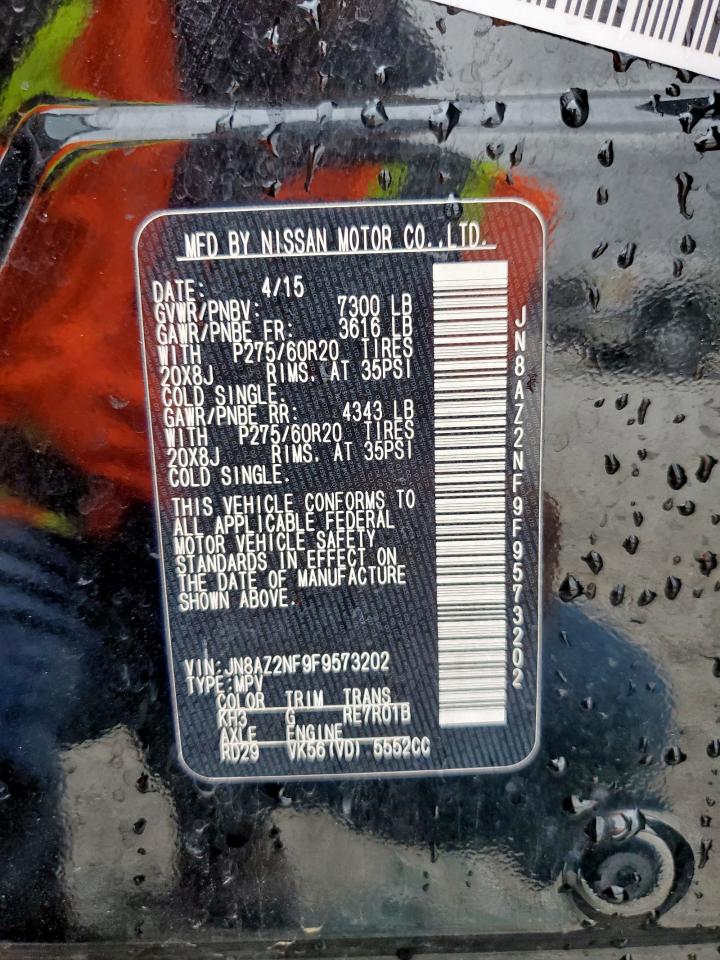 MFD BY NISSAN MOTOR CO.,LTD.
DATE: 4/15
GVWR/PNBV: 7300 LB
GAWR/PNBE FR: 3616 LB
WITH P275/60R20 TIRES
20X8J RIMS, AT 35PSI
COLD SINGLE.
GAWR/PNBE RR: 4343 LB
WITH P275/60R20 TIRES
20X8J RIMS, AT 35PSI
COLD SINGLE.
THIS VEHICLE CONFORMS TO
ALL APPLICABLE FEDERAL
MOTOR VEHICLE SAFETY
STANDARDS IN EFFECT ON
THE DATE OF MANUFACTURE
SHOWN ABOVE.
VIN:JN8AZ2NF9F9573202
TYPE:MPV
COLOR TRIM TRANS
KH3 G RE7R01B
AXLE ENGINE
RD29 VK56(VD) 5552CC
JN8AZ2NF9F9573202